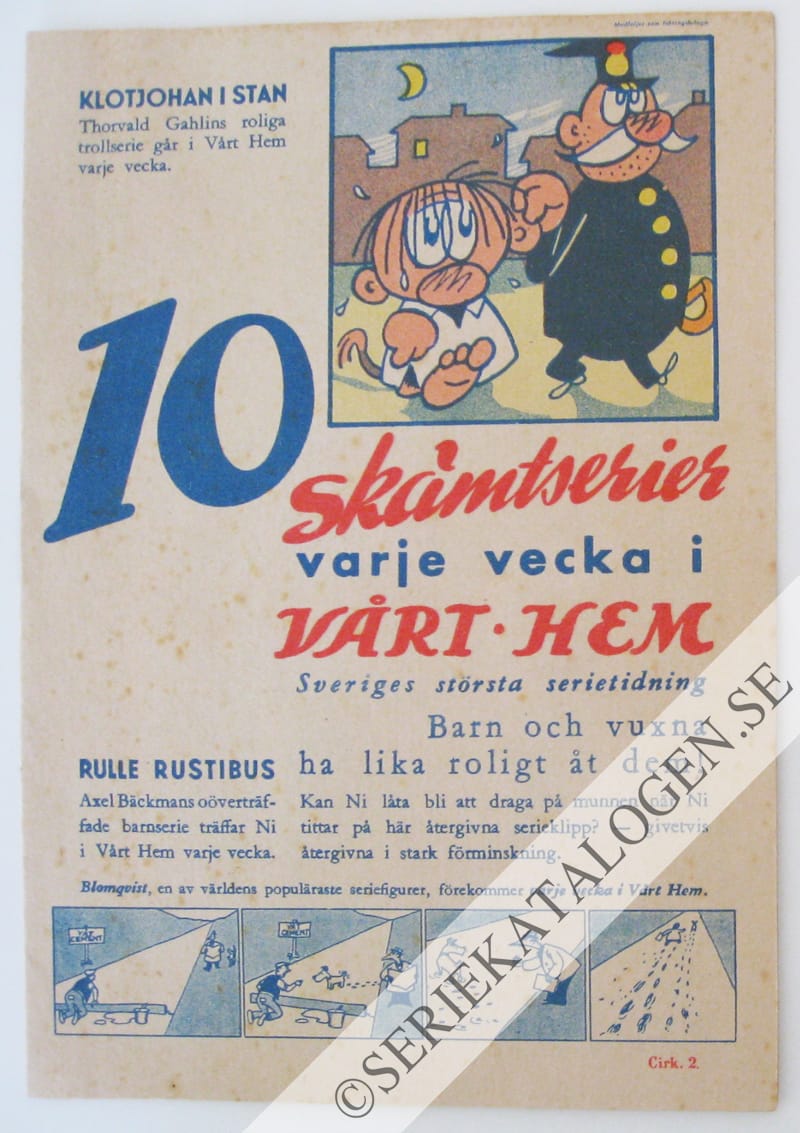 Medföljer som tidningsbilaga
KLOTJOHAN I STAN
Thorvald Gahlins roliga
trollserie går i Vårt Hem
varje vecka.
10
Skämtserier
varje vecka i
VÅRT·HEM
Sveriges största serietidning
Barn och vuxna
ha lika roligt åt dem!
RULLE RUSTIBUS
Axel Bäckmans oöverträf-
fade barnserie träffar Ni
i Vårt Hem varje vecka.
Kan Ni låta bli att draga på munnen när Ni
tittar på här återgivna serieklipp? — givetvis
återgivna i stark förminskning.
Blomqvist, en av världens populäraste seriefigurer, förekommer varje vecka i Vårt Hem.
VÅT
CEMENT
VÅT
CEMENT
Cirk. 2.
©SERIEKATALOGEN.SE